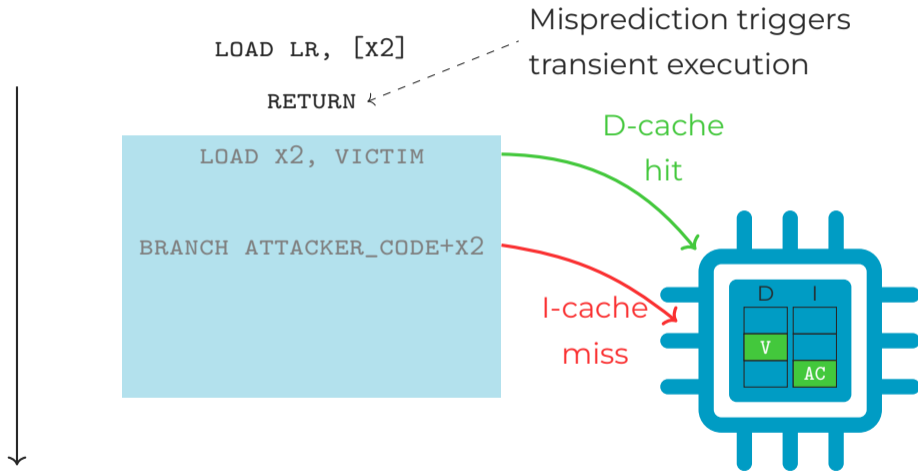 Misprediction triggers
transient execution
LOAD LR, [X2]
RETURN
LOAD X2, VICTIM
BRANCH ATTACKER_CODE+X2
D-cache
hit
I-cache
miss
D I
V
AC